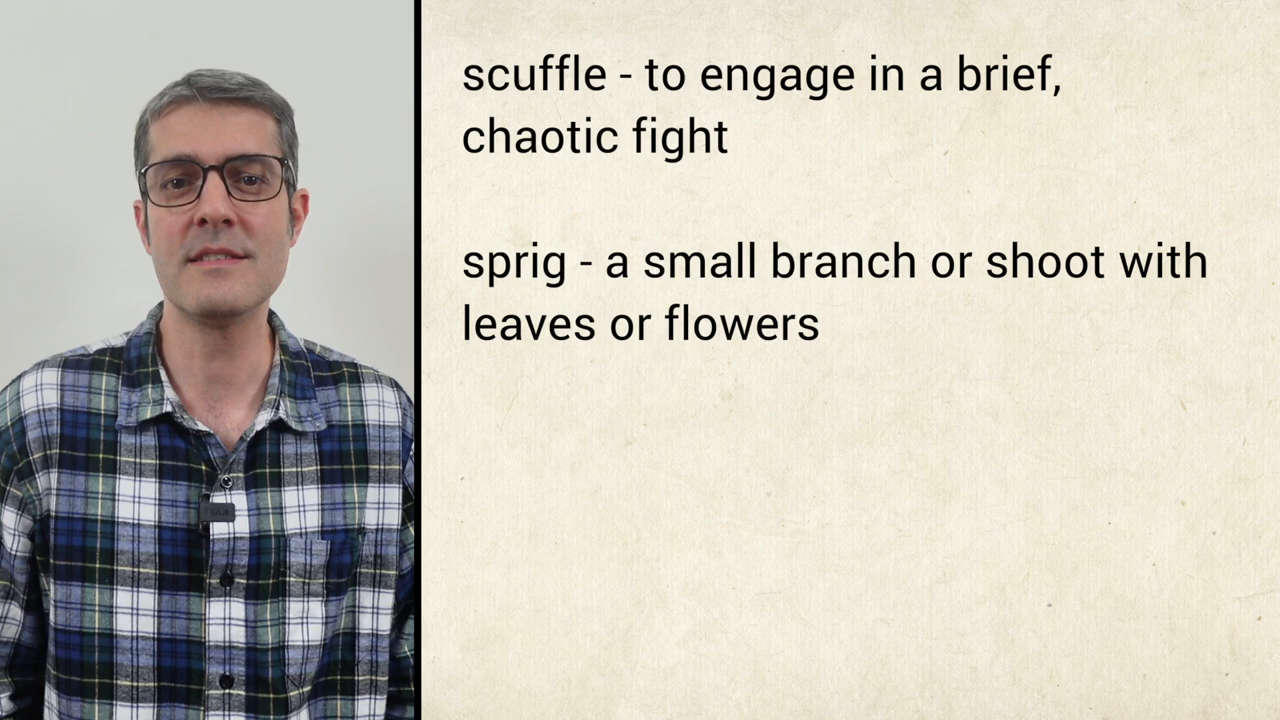 scuffle - to engage in a brief,
chaotic fight
sprig - a small branch or shoot with
leaves or flowers